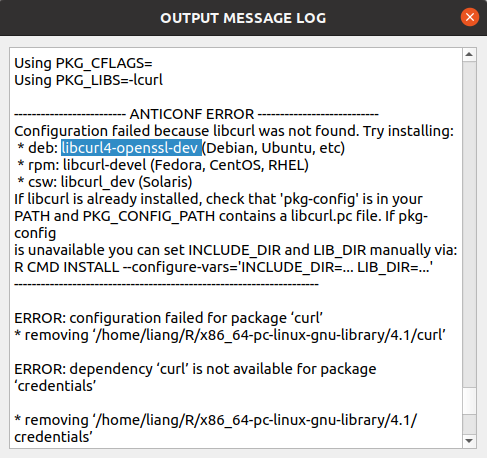 OUTPUT MESSAGE LOG
Using PKG_CFLAGS=
Using PKG_LIBS=-lcurl
------------------------- ANTICONF ERROR ---------------------------
Configuration failed because libcurl was not found. Try installing:
* deb: libcurl4-openssl-dev (Debian, Ubuntu, etc)
* rpm: libcurl-devel (Fedora, CentOS, RHEL)
* csw: libcurl_dev (Solaris)
If libcurl is already installed, check that 'pkg-config' is in your
PATH and PKG_CONFIG_PATH contains a libcurl.pc file. If pkg-
config
is unavailable you can set INCLUDE_DIR and LIB_DIR manually via:
R CMD INSTALL --configure-vars='INCLUDE_DIR=... LIB_DIR=...'
--------------------------------------------------------------------
ERROR: configuration failed for package ‘curl’
* removing ‘/home/liang/R/x86_64-pc-linux-gnu-library/4.1/curl’
ERROR: dependency ‘curl’ is not available for package
‘credentials’
* removing ‘/home/liang/R/x86_64-pc-linux-gnu-library/4.1/
credentials’